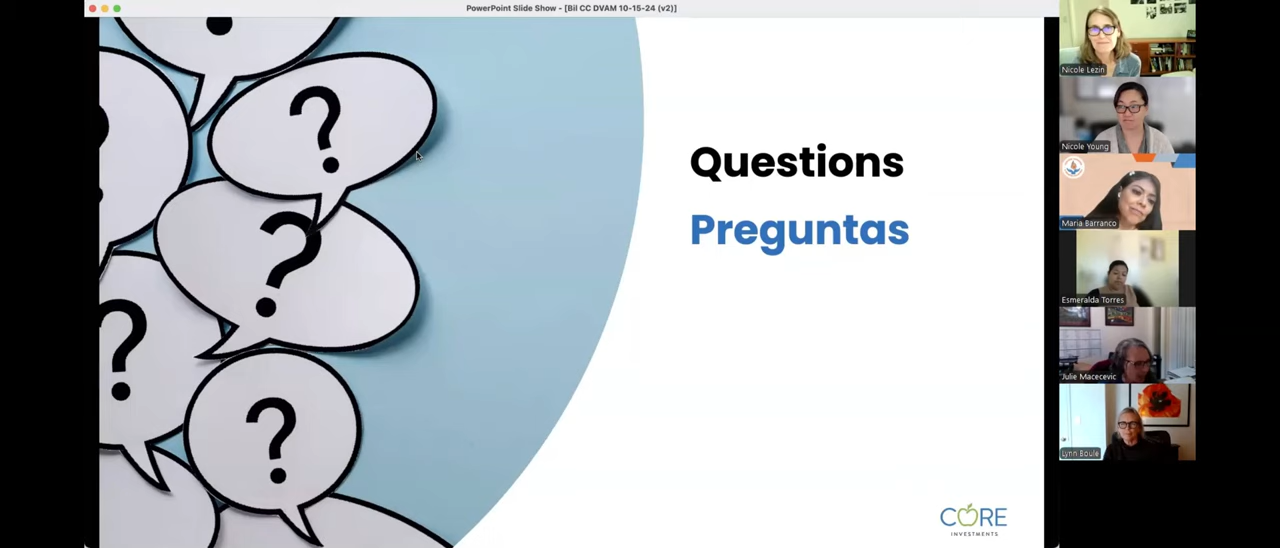 PowerPoint Slide Show - [Bil CC DVAM 10-15-24 (v2)]
?
?
?
?
Questions
Preguntas
CORE
INVESTMENTS
Nicole Lezin
Nicole Young
Maria Barranco
Esmeralda Torres
Julie Macecevic
Lynn Boule